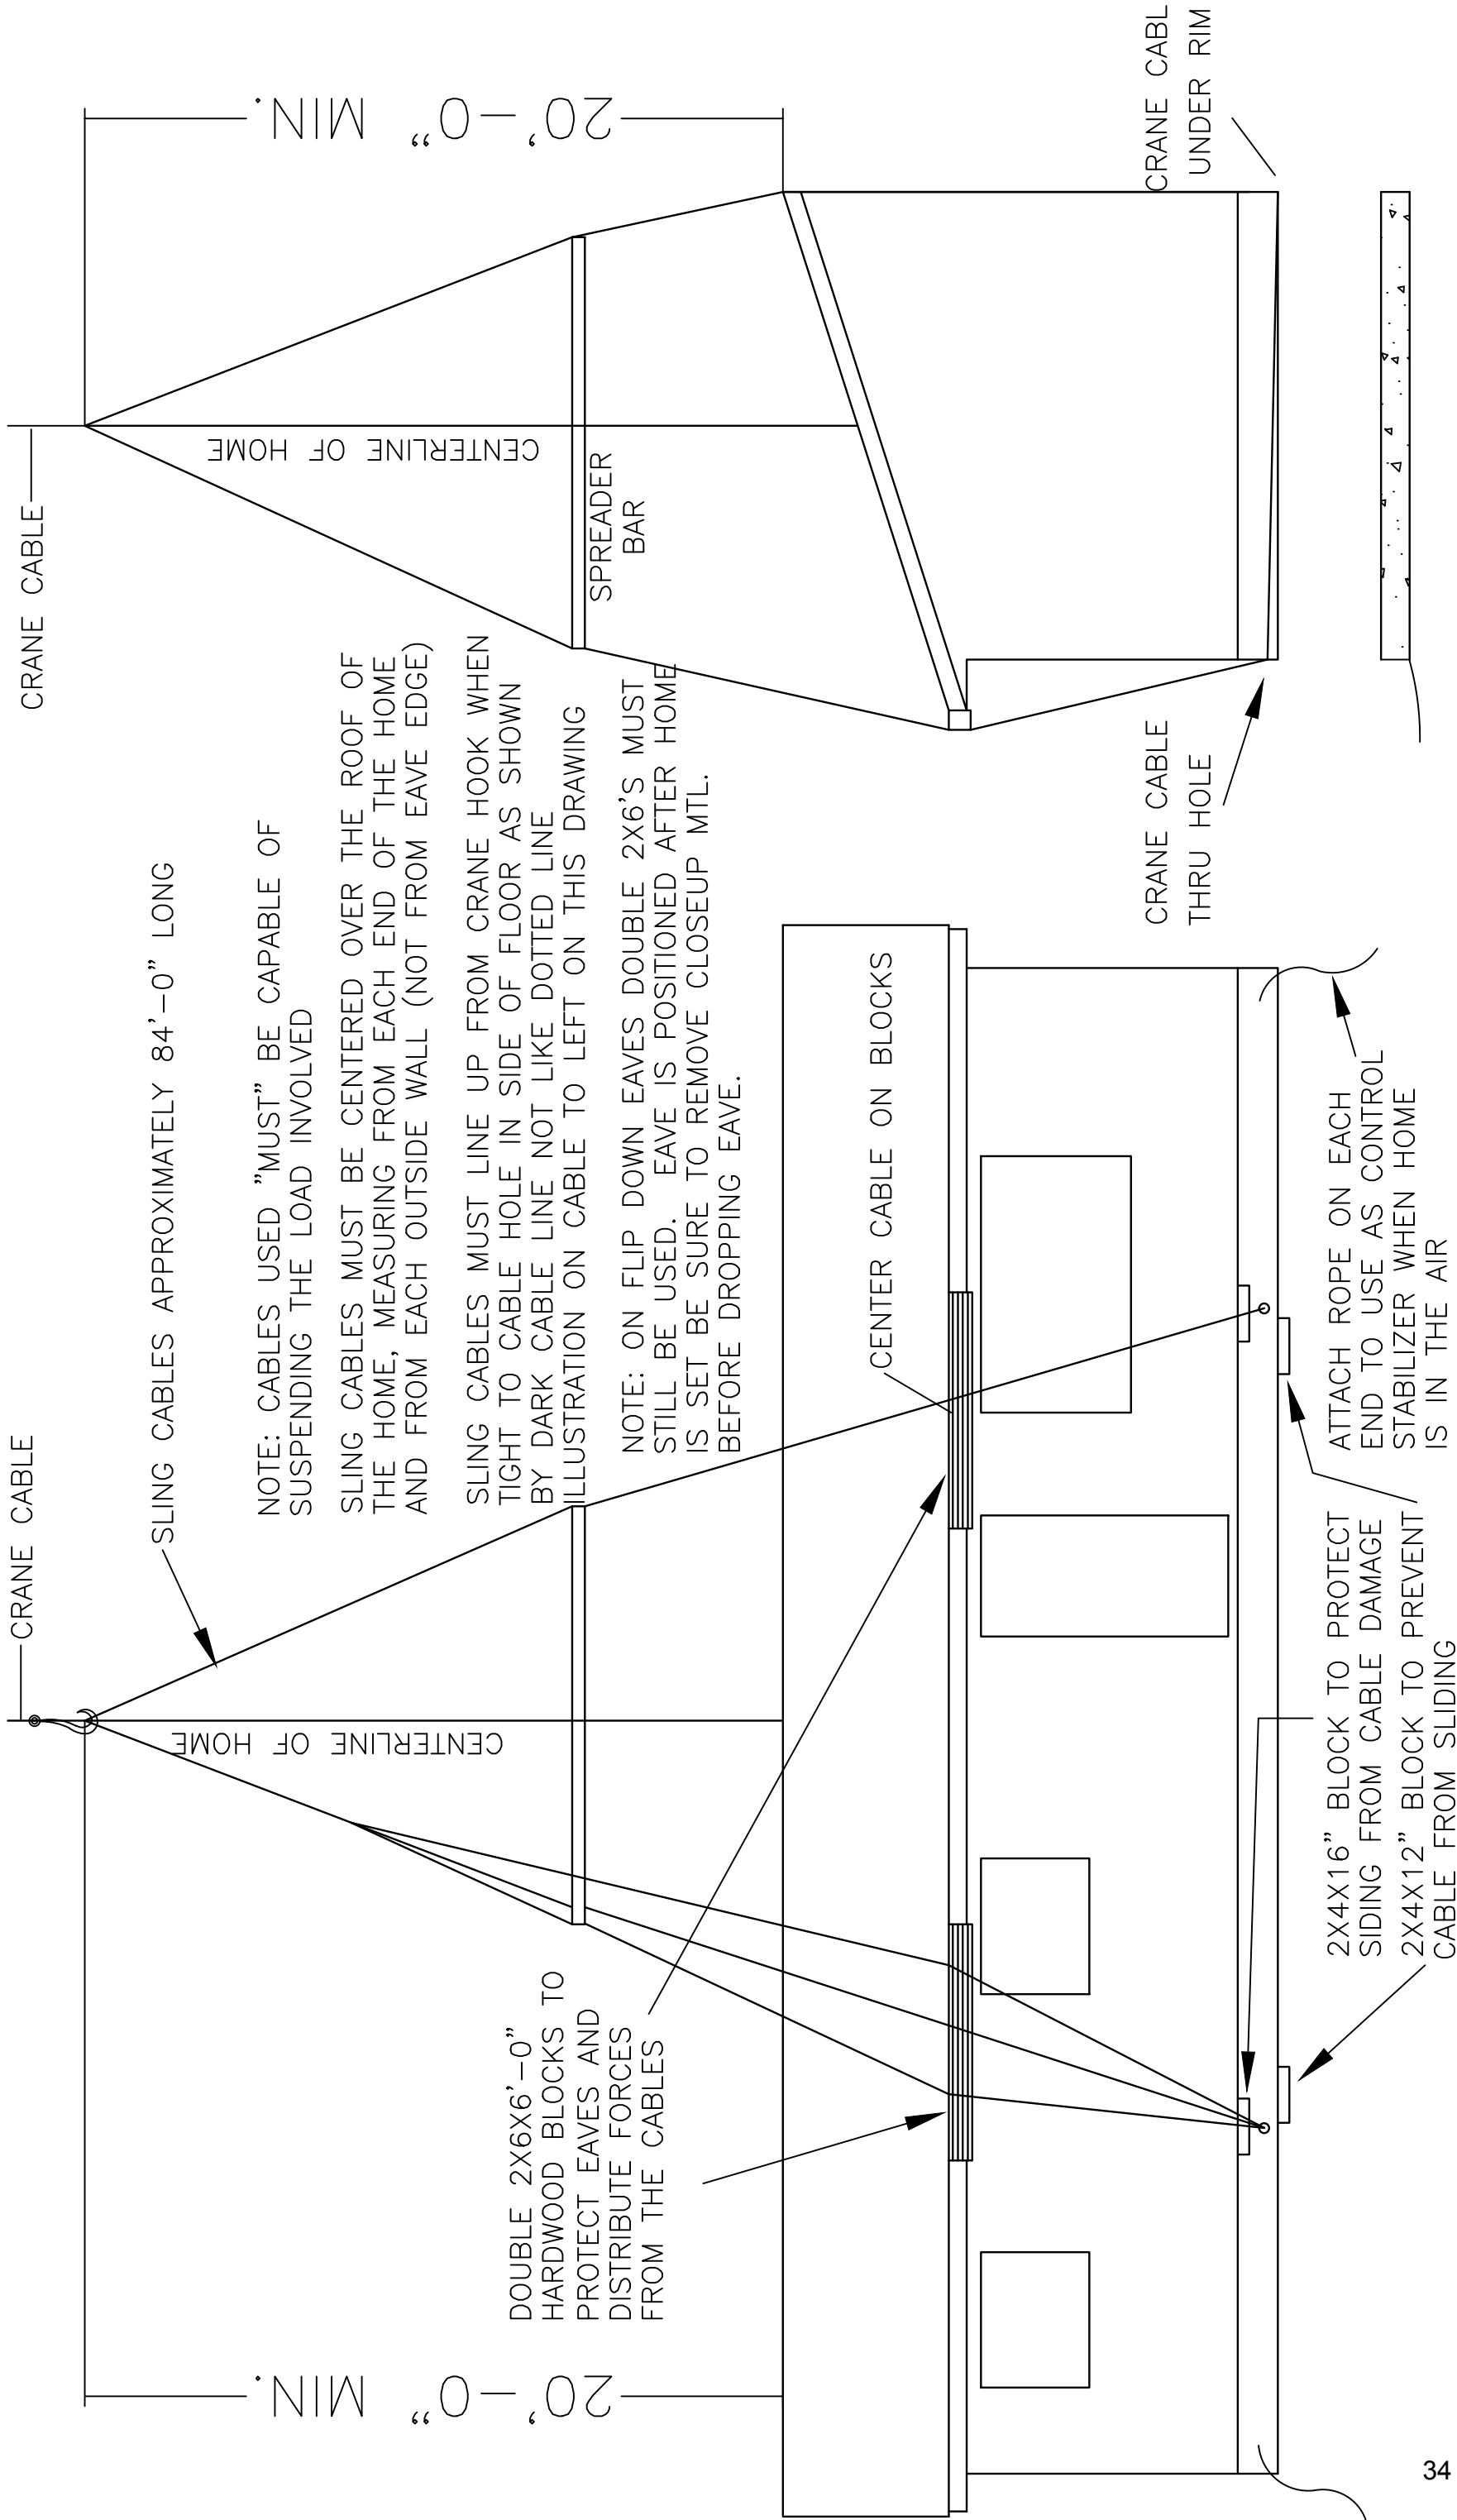 CRANE CABLE
SLING CABLES APPROXIMATELY 84'-0" LONG
NOTE: CABLES USED "MUST" BE CAPABLE OF
SUSPENDING THE LOAD INVOLVED
SLING CABLES MUST BE CENTERED OVER THE ROOF OF
THE HOME, MEASURING FROM EACH END OF THE HOME
AND FROM EACH OUTSIDE WALL (NOT FROM EAVE EDGE)
SLING CABLES MUST LINE UP FROM CRANE HOOK WHEN
TIGHT TO CABLE HOLE IN SIDE OF FLOOR AS SHOWN
BY DARK CABLE LINE NOT LIKE DOTTED LINE
ILLUSTRATION ON CABLE TO LEFT ON THIS DRAWING
NOTE: ON FLIP DOWN EAVES DOUBLE 2X6'S MUST
STILL BE USED. EAVE IS POSITIONED AFTER HOME
IS SET BE SURE TO REMOVE CLOSEUP MTL.
BEFORE DROPPING EAVE.
20'-0" MIN.
CENTERLINE OF HOME
DOUBLE 2X6X6'-0"
HARDWOOD BLOCKS TO
PROTECT EAVES AND
DISTRIBUTE FORCES
FROM THE CABLES
CENTER CABLE ON BLOCKS
2X4X16" BLOCK TO PROTECT
SIDING FROM CABLE DAMAGE
2X4X12" BLOCK TO PREVENT
CABLE FROM SLIDING
ATTACH ROPE ON EACH
END TO USE AS CONTROL
STABILIZER WHEN HOME
IS IN THE AIR
CRANE CABLE
CENTERLINE OF HOME
SPREADER
BAR
20'-0" MIN.
CRANE CABLE
THRU HOLE
CRANE CABL
UNDER RIM
34